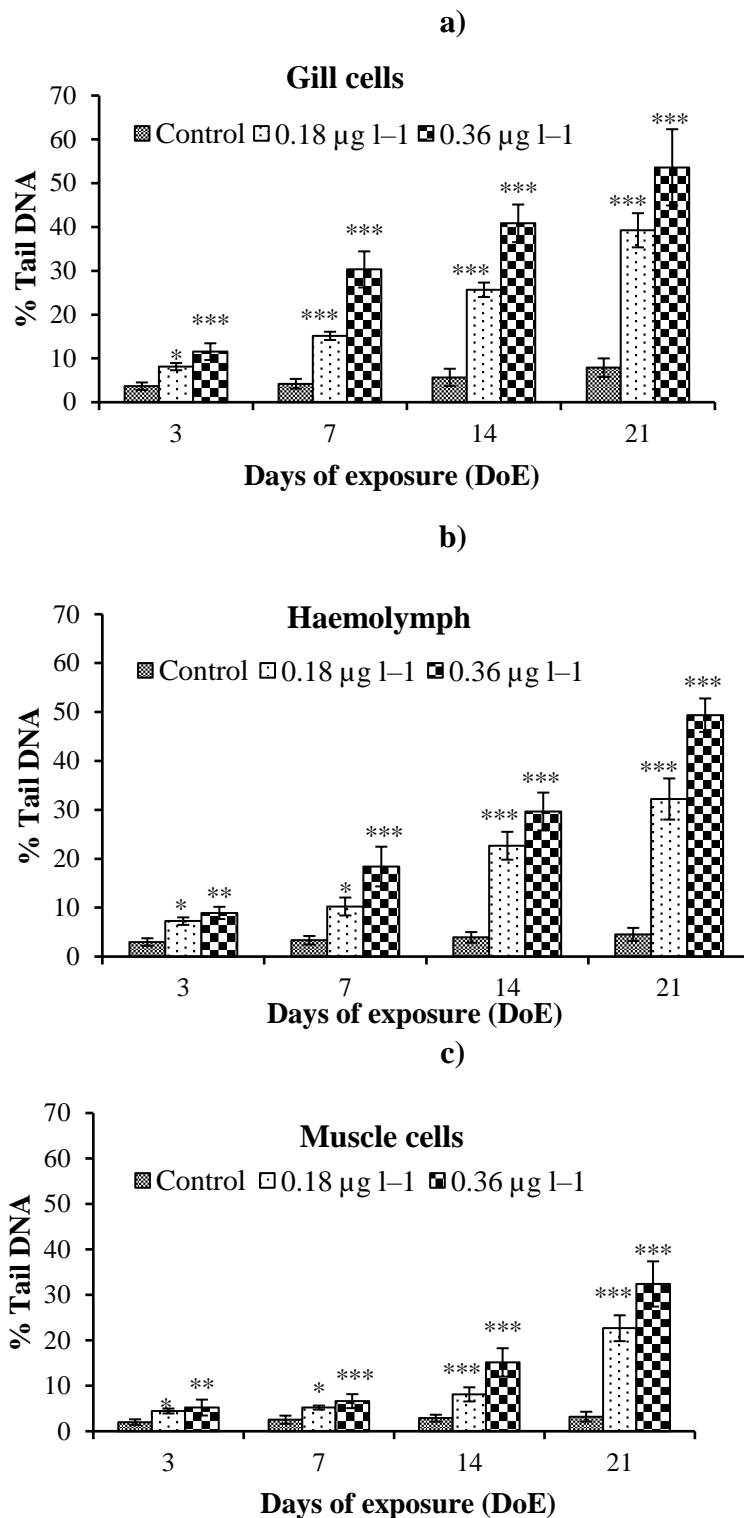 a)
Gill cells
70
60
50
40
30
20
10
0
% Tail DNA
Control 0.18 µg l–1 0.36 µg l–1
* *** *** *** *** *** *** ***
3 7 14 21
Days of exposure (DoE)
b)
Haemolymph
70
60
50
40
30
20
10
0
% Tail DNA
Control 0.18 µg l–1 0.36 µg l–1
* ** * *** *** *** *** ***
3 7 14 21
Days of exposure (DoE)
c)
Muscle cells
70
60
50
40
30
20
10
0
% Tail DNA
Control 0.18 µg l–1 0.36 µg l–1
* ** * *** *** *** *** ***
3 7 14 21
Days of exposure (DoE)